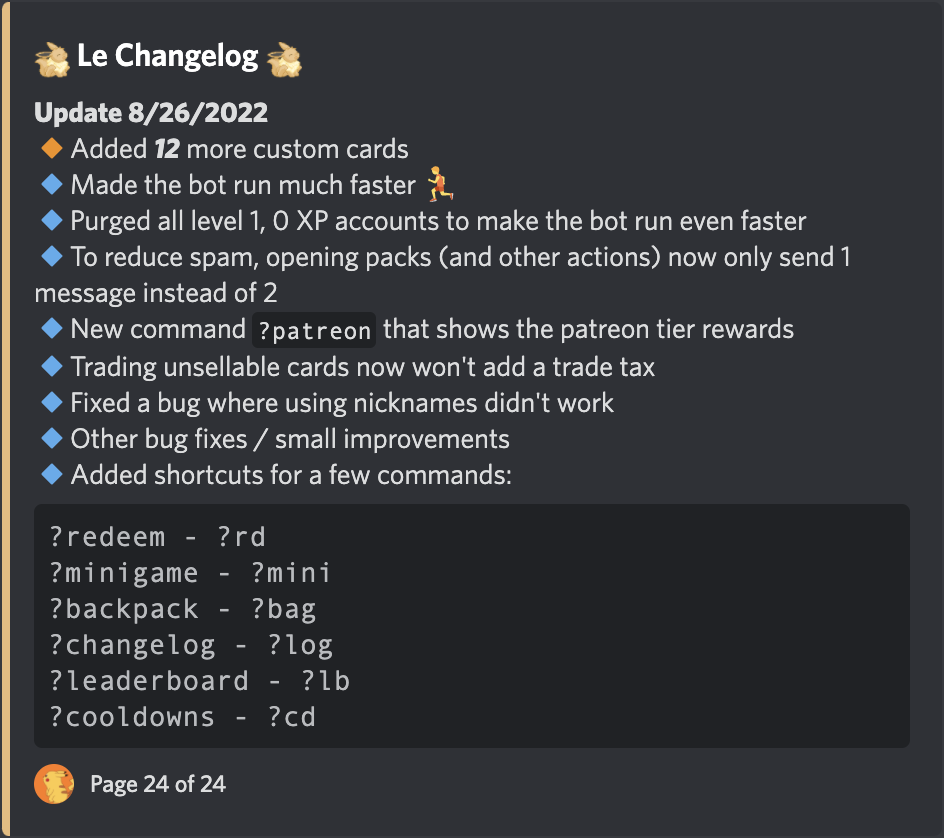 Le Changelog
Update 8/26/2022
Added 12 more custom cards
Made the bot run much faster
Purged all level 1, 0 XP accounts to make the bot run even faster
To reduce spam, opening packs (and other actions) now only send 1
message instead of 2
New command ?patreon that shows the patreon tier rewards
Trading unsellable cards now won't add a trade tax
Fixed a bug where using nicknames didn't work
Other bug fixes / small improvements
Added shortcuts for a few commands:
?redeem - ?rd
?minigame - ?mini
?backpack - ?bag
?changelog - ?log
?leaderboard - ?lb
?cooldowns - ?cd
Page 24 of 24